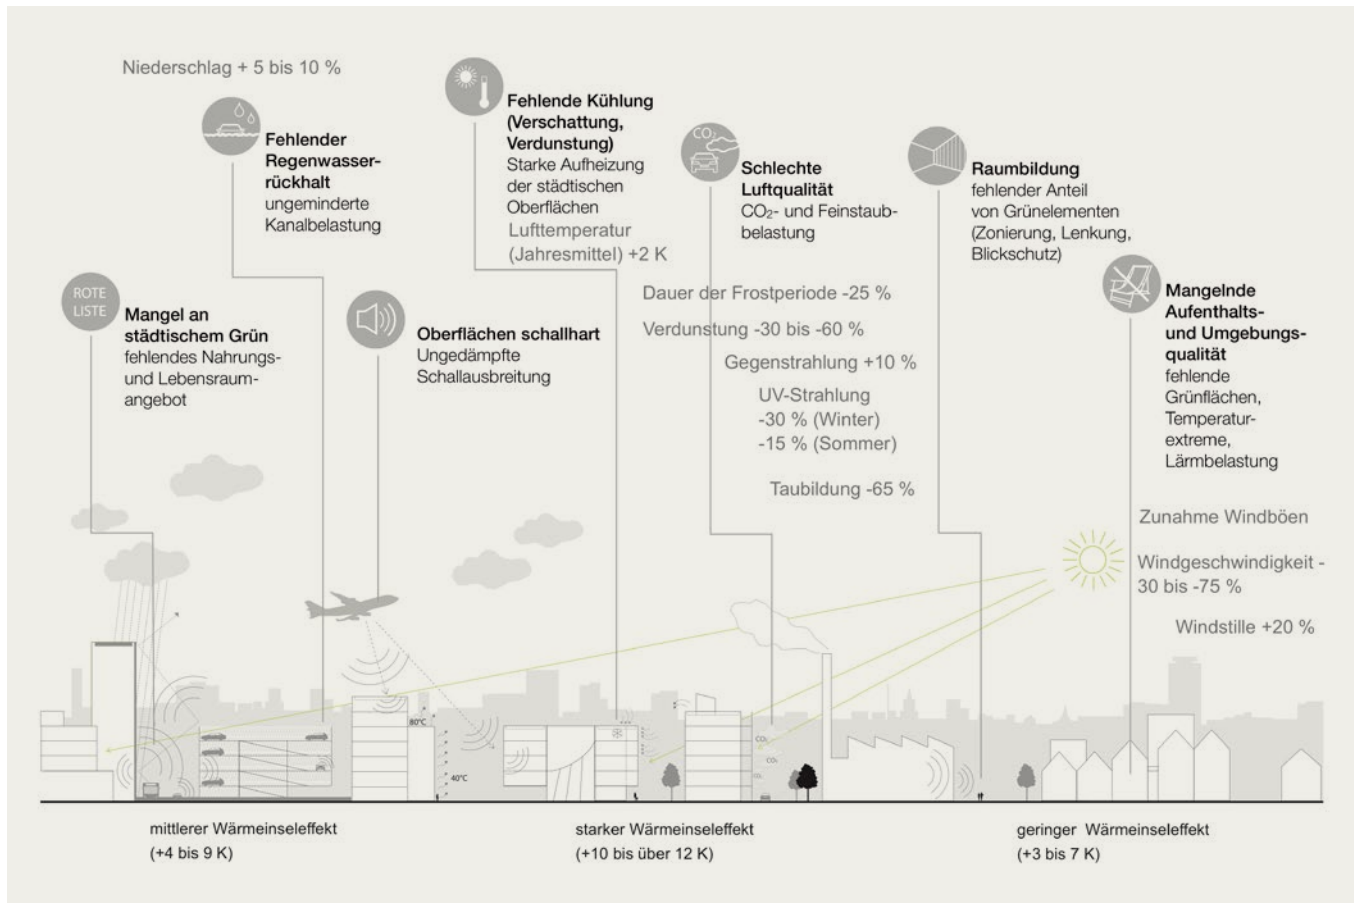 Niederschlag + 5 bis 10 %
Fehlender
Regenwasser-
rückhalt
ungeminderte
Kanalbelastung
Fehlende Kühlung
(Verschattung,
Verdunstung)
Starke Aufheizung
der städtischen
Oberflächen
Lufttemperatur
(Jahresmittel) +2 K
CO₂
Schlechte
Luftqualität
CO₂- und Feinstaub-
belastung
Raumbildung
fehlender Anteil
von Grünelementen
(Zonierung, Lenkung,
Blickschutz)
ROTE
LISTE
Mangel an
städtischem Grün
fehlendes Nahrungs-
und Lebensraum-
angebot
Oberflächen schallhart
Ungedämpfte
Schallausbreitung
Dauer der Frostperiode -25 %
Verdunstung -30 bis -60 %
Gegenstrahlung +10 %
UV-Strahlung
-30 % (Winter)
-15 % (Sommer)
Taubildung -65 %
Mangelnde
Aufenthalts-
und Umgebungs-
qualität
fehlende
Grünflächen,
Temperatur-
extreme,
Lärmbelastung
Zunahme Windböen
Windgeschwindigkeit -
30 bis -75 %
Windstille +20 %
80°C
40°C
CO₂
CO₂
CO₂
mittlerer Wärmeinseleffekt
(+4 bis 9 K)
starker Wärmeinseleffekt
(+10 bis über 12 K)
geringer Wärmeinseleffekt
(+3 bis 7 K)